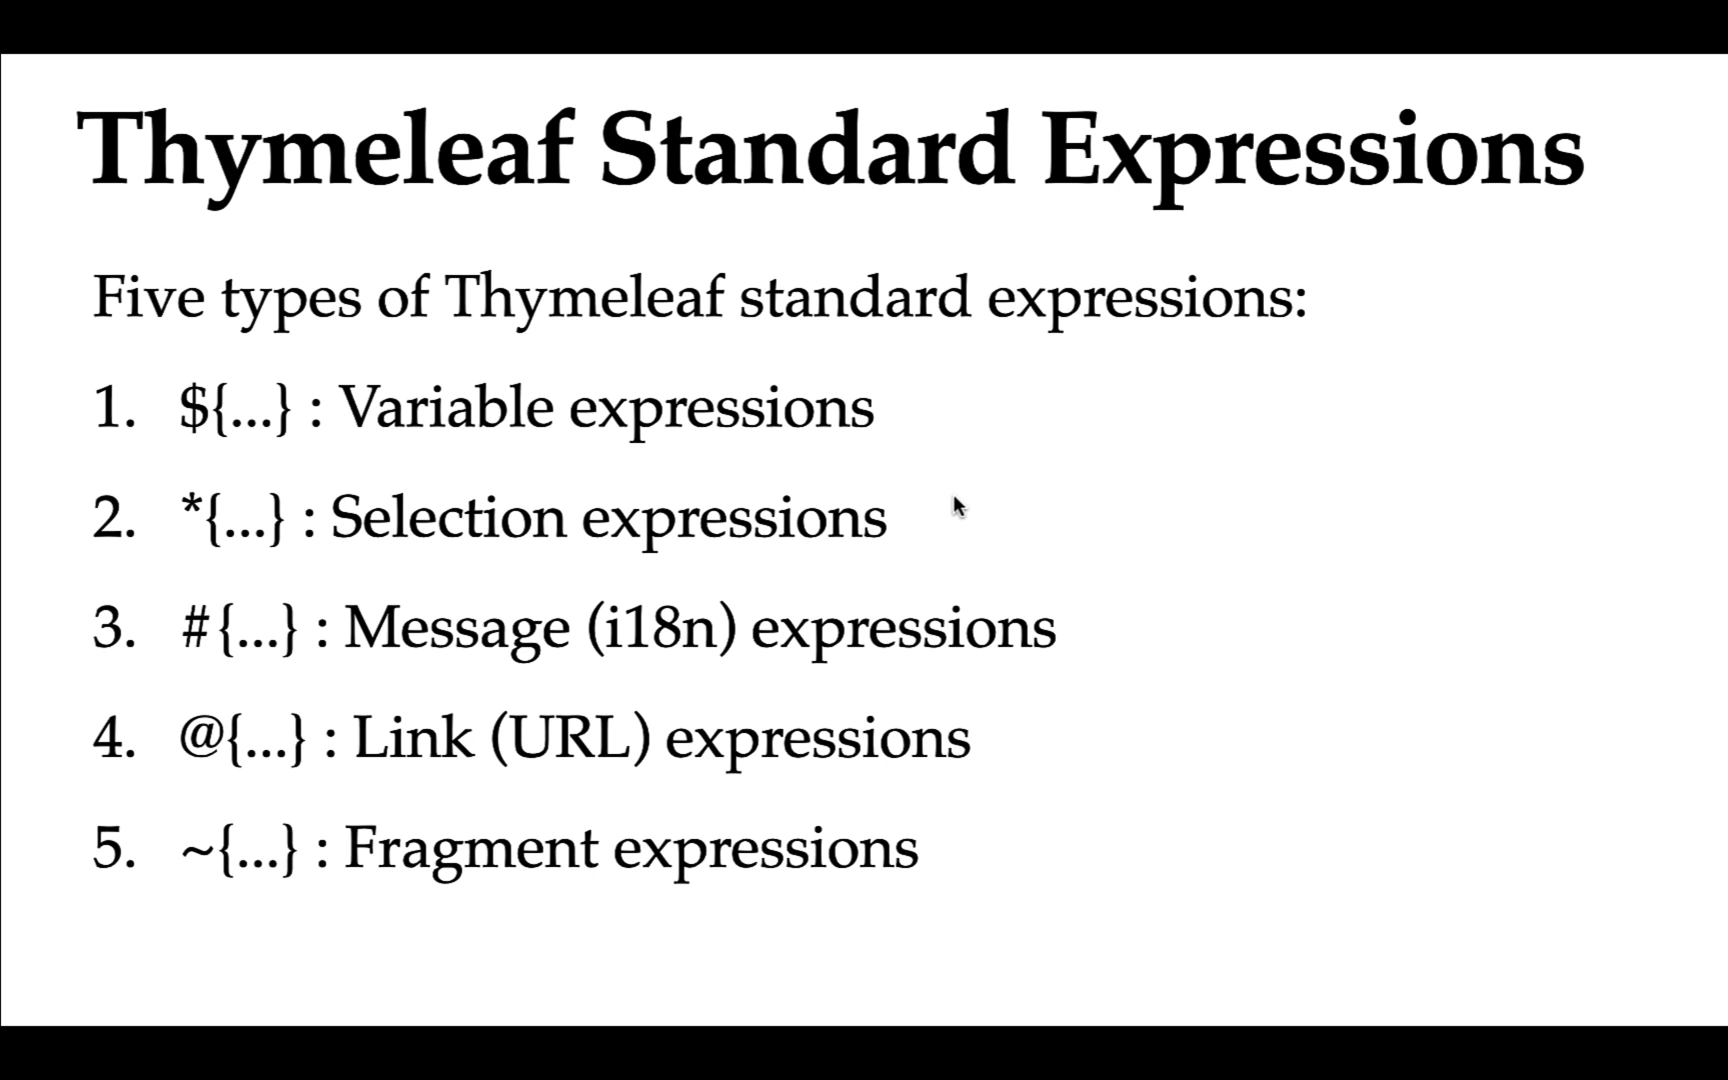 Thymeleaf Standard Expressions
Five types of Thymeleaf standard expressions:
1. ${...} : Variable expressions
2. *{...} : Selection expressions
3. #{...} : Message (i18n) expressions
4. @{...} : Link (URL) expressions
5. ~{...} : Fragment expressions